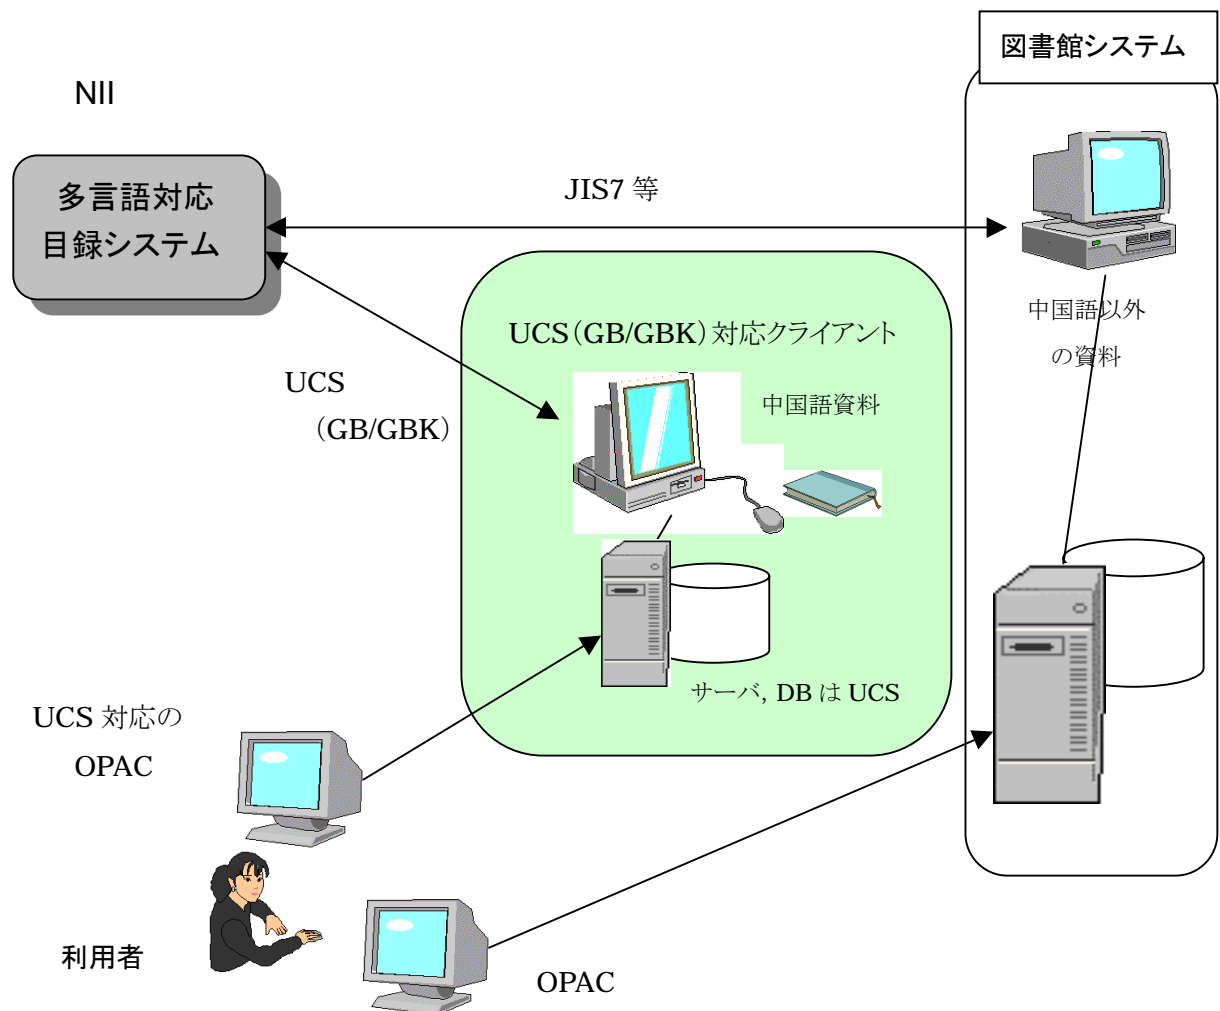 図書館システム
NII
多言語対応
目録システム
JIS7 等
中国語以外
の資料
UCS(GB/GBK)対応クライアント
中国語資料
UCS
(GB/GBK)
サーバ, DB は UCS
UCS 対応の
OPAC
利用者
OPAC